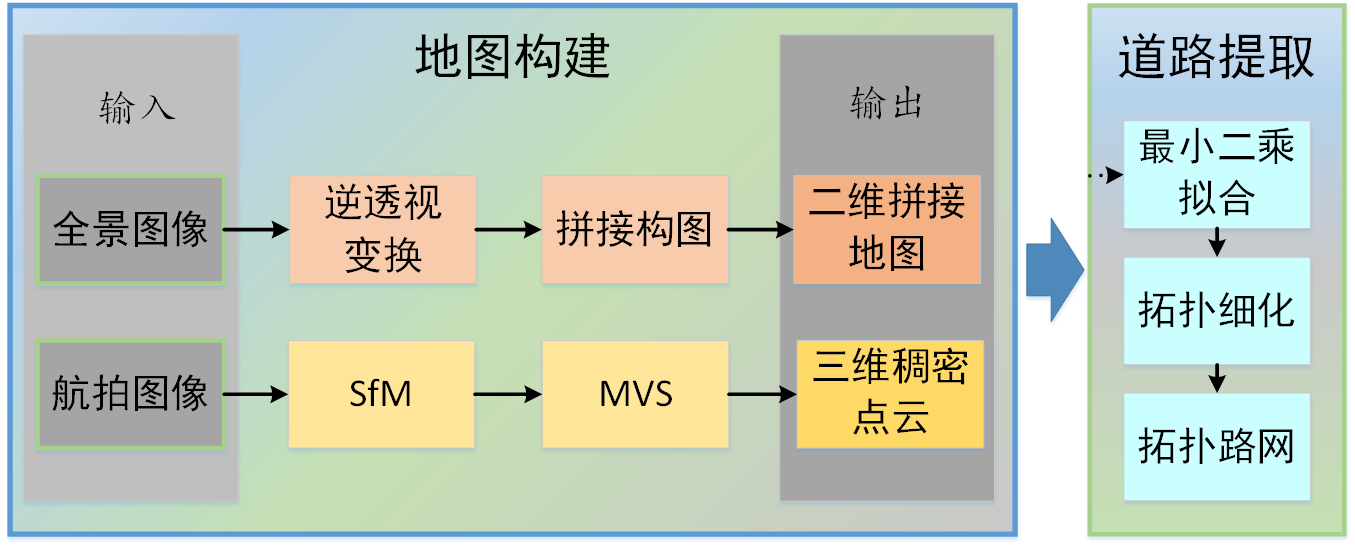 地图构建
输入
输出
全景图像
逆透视
变换
拼接构图
二维拼接
地图
航拍图像
SfM
MVS
三维稠密
点云
道路提取
最小二乘
拟合
拓扑细化
拓扑路网